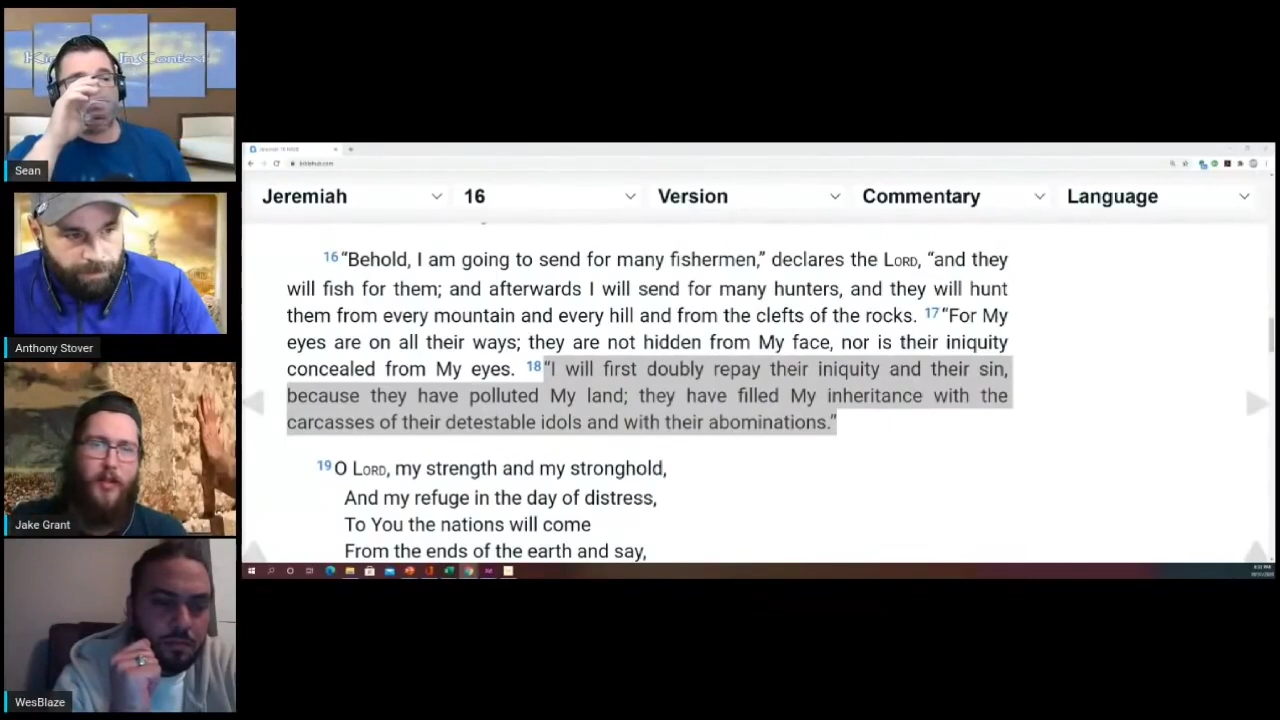 In Context
Sean
Anthony Stover
Jake Grant
WesBlaze
Jeremiah 16 NASB
biblehub.com
Jeremiah 16 Version Commentary Language
16 “Behold, I am going to send for many fishermen,” declares the LORD, “and they
will fish for them; and afterwards I will send for many hunters, and they will hunt
them from every mountain and every hill and from the clefts of the rocks. 17 “For My
eyes are on all their ways; they are not hidden from My face, nor is their iniquity
concealed from My eyes. 18 “I will first doubly repay their iniquity and their sin,
because they have polluted My land; they have filled My inheritance with the
carcasses of their detestable idols and with their abominations.”
19 O LORD, my strength and my stronghold,
And my refuge in the day of distress,
To You the nations will come
From the ends of the earth and say,